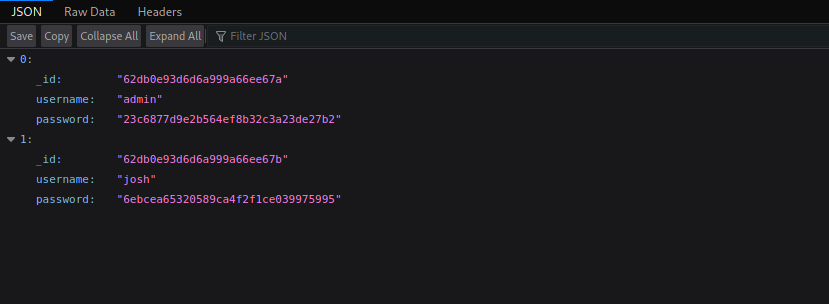 JSON Raw Data Headers
Save Copy Collapse All Expand All Filter JSON
0:
_id: "62db0e93d6d6a999a66ee67a"
username: "admin"
password: "23c6877d9e2b564ef8b32c3a23de27b2"
1:
_id: "62db0e93d6d6a999a66ee67b"
username: "josh"
password: "6ebcea65320589ca4f2f1ce039975995"